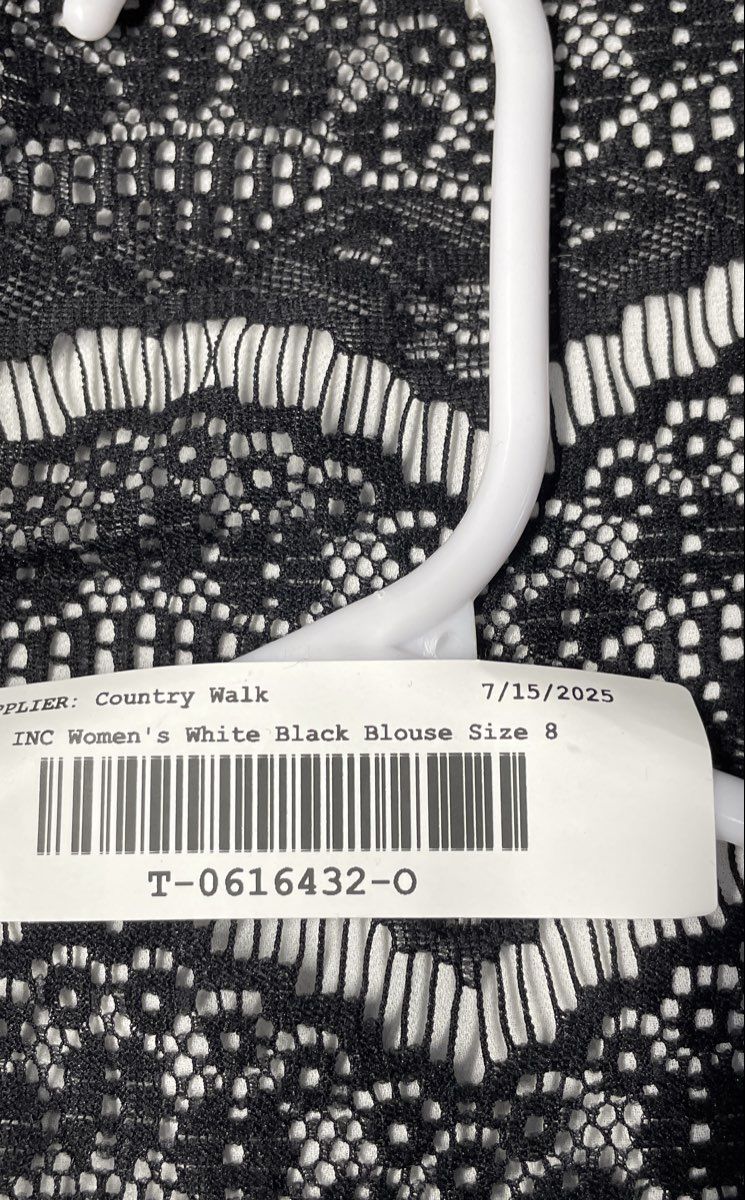 PPLIER: Country Walk 7/15/2025
INC Women's White Black Blouse Size 8
T-0616432-O